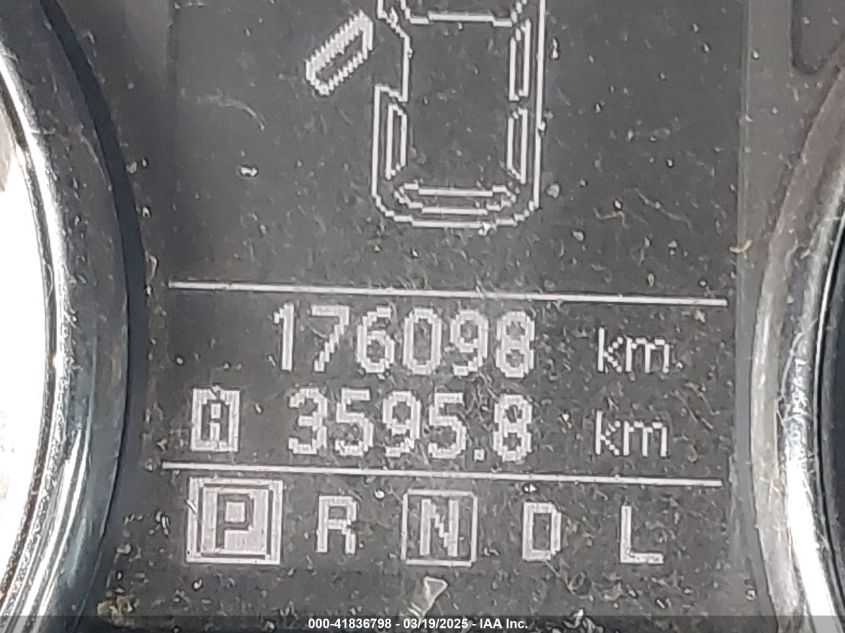 176098 km
A 3595.8 km
P R N D L
000-41836798 - 03/19/2025 - IAA Inc.